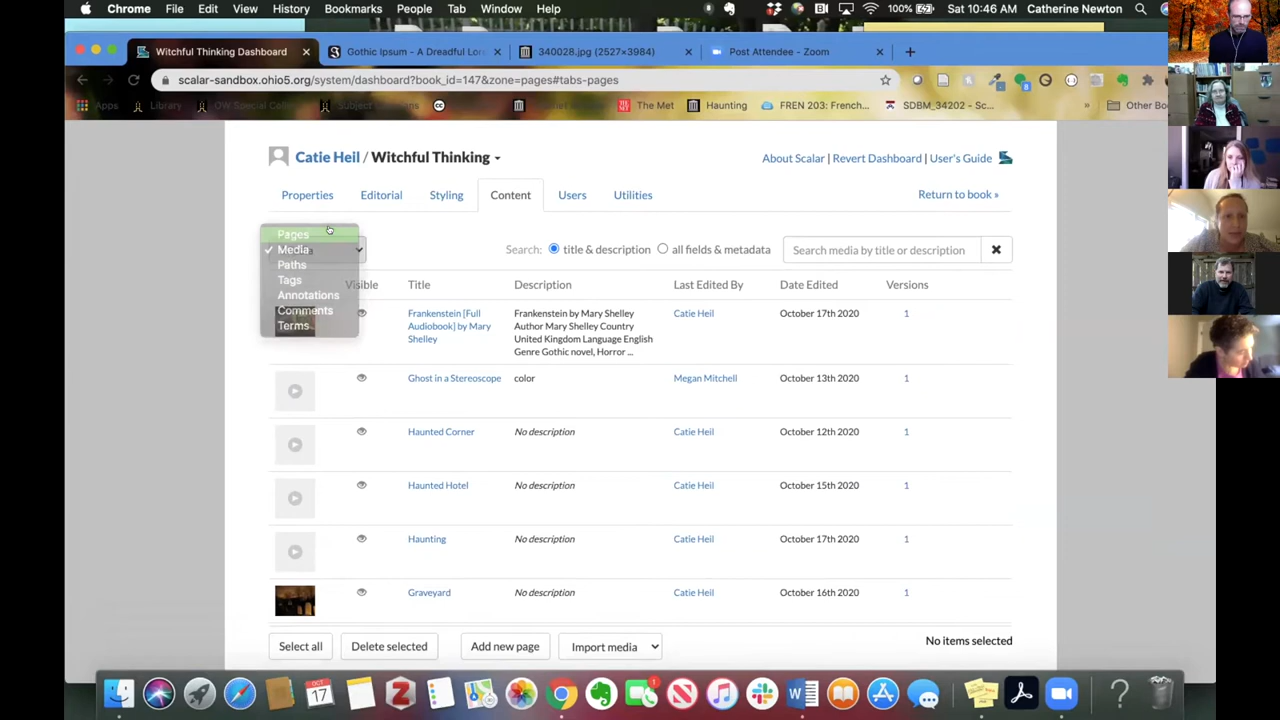 Chrome File Edit View History Bookmarks People Tab Window Help 100% Sat 10:46 AM Catherine Newton
Witchful Thinking Dashboard Gothic Ipsum - A Dreadful Lor 340028.jpg (2527×3984) Post Attendee - Zoom
scalar-sandbox.ohio5.org/system/dashboard?book_id=147&zone=pages#tabs-pages
Apps Library OW Special Collec The Met Haunting FREN 203: French... SDBM_34202 - Sc... » Other Bo
Catie Heil / Witchful Thinking
About Scalar | Revert Dashboard | User's Guide
Properties Editorial Styling Content Users Utilities Return to book »
Pages
Media
Paths
Tags
Annotations
Comments
Terms
Search: title & description all fields & metadata Search media by title or description
Visible Title Description Last Edited By Date Edited Versions
Frankenstein [Full Audiobook] by Mary Shelley Frankenstein by Mary Shelley Author Mary Shelley Country United Kingdom Language English Genre Gothic novel, Horror ... Catie Heil October 17th 2020 1
Ghost in a Stereoscope color Megan Mitchell October 13th 2020 1
Haunted Corner No description Catie Heil October 12th 2020 1
Haunted Hotel No description Catie Heil October 15th 2020 1
Haunting No description Catie Heil October 17th 2020 1
Graveyard No description Catie Heil October 16th 2020 1
Select all Delete selected Add new page Import media No items selected